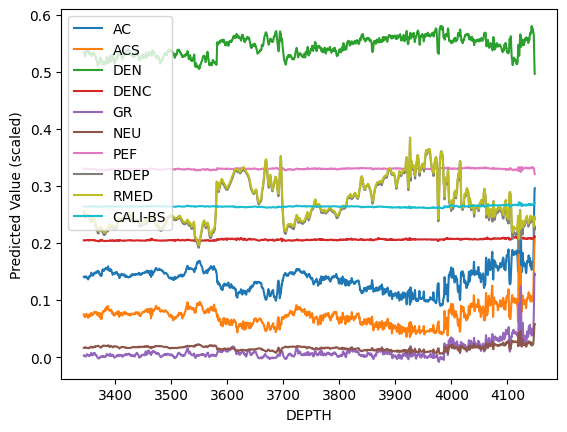 0.6
0.5
0.4
0.3
0.2
0.1
0.0
Predicted Value (scaled)
AC
ACS
DEN
DENC
GR
NEU
PEF
RDEP
RMED
CALI-BS
3400 3500 3600 3700 3800 3900 4000 4100
DEPTH